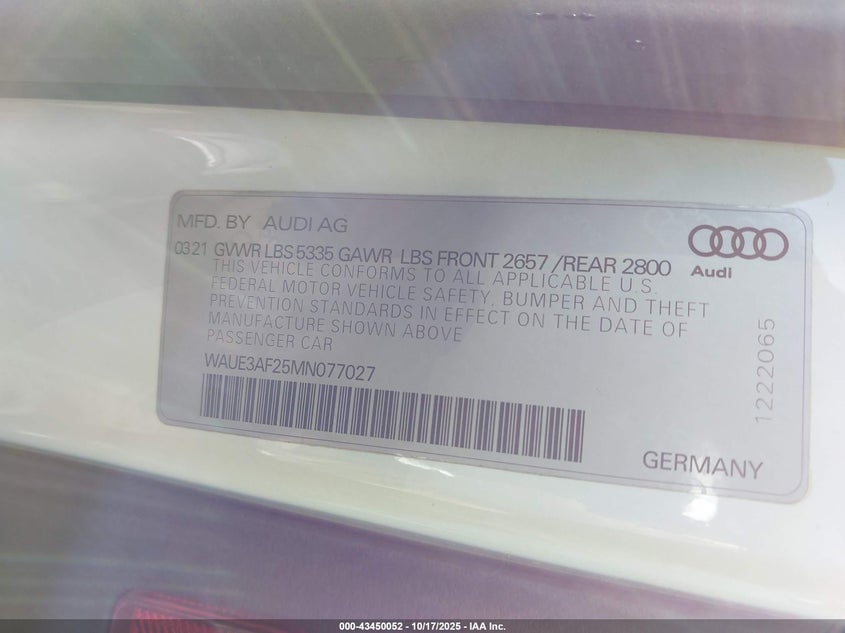 MFD. BY AUDI AG
0321 GVWR LBS 5335 GAWR LBS FRONT 2657 /REAR 2800
THIS VEHICLE CONFORMS TO ALL APPLICABLE U.S.
FEDERAL MOTOR VEHICLE SAFETY, BUMPER AND THEFT
PREVENTION STANDARDS IN EFFECT ON THE DATE OF
MANUFACTURE SHOWN ABOVE
PASSENGER CAR
WAUE3AF25MN077027
Audi
1222065
GERMANY
000-43450052 - 10/17/2025 - IAA Inc.